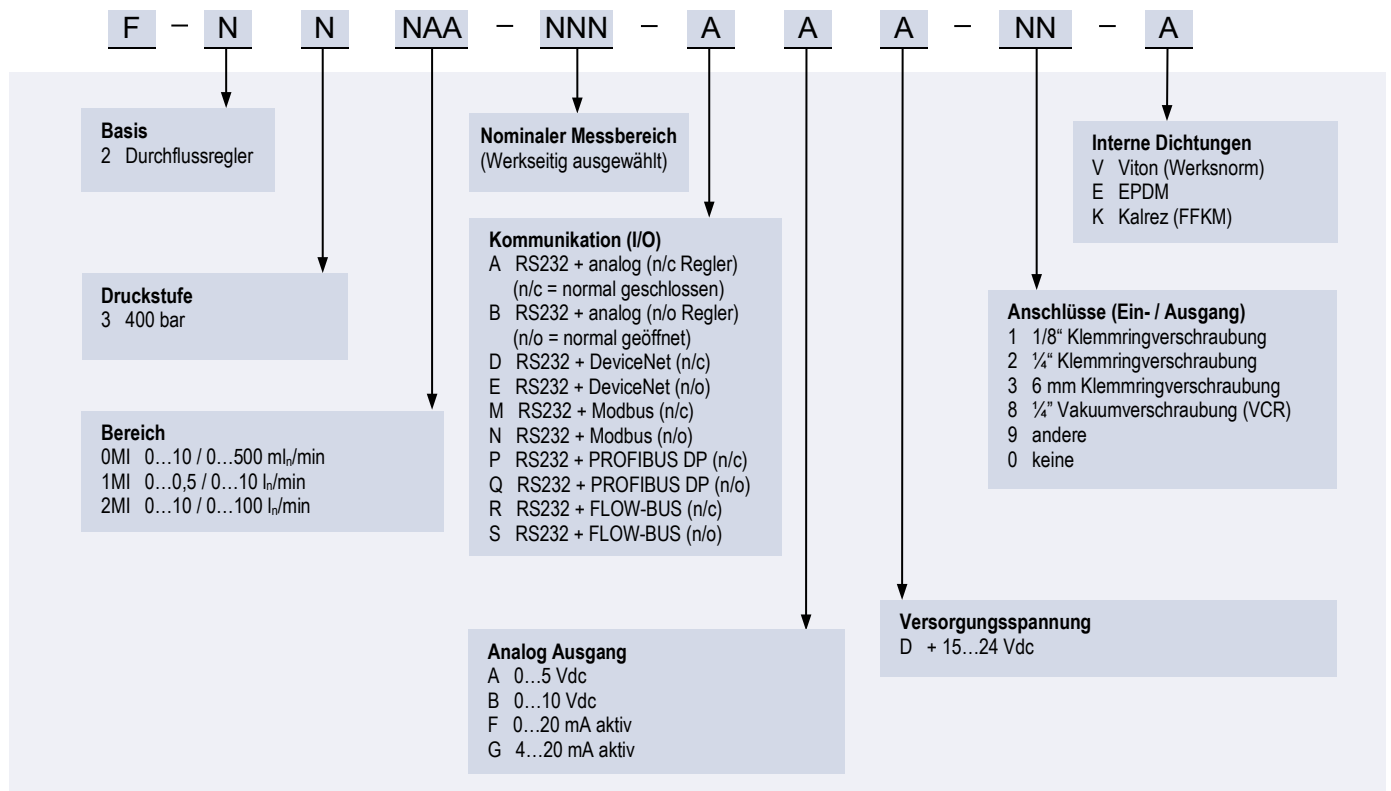 F – N N NAA – NNN – A A A – NN – A
Basis
2 Durchflussregler
Druckstufe
3 400 bar
Bereich
0MI 0…10 / 0…500 mlₙ/min
1MI 0…0,5 / 0…10 lₙ/min
2MI 0…10 / 0…100 lₙ/min
Nominaler Messbereich
(Werkseitig ausgewählt)
Kommunikation (I/O)
A RS232 + analog (n/c Regler)
(n/c = normal geschlossen)
B RS232 + analog (n/o Regler)
(n/o = normal geöffnet)
D RS232 + DeviceNet (n/c)
E RS232 + DeviceNet (n/o)
M RS232 + Modbus (n/c)
N RS232 + Modbus (n/o)
P RS232 + PROFIBUS DP (n/c)
Q RS232 + PROFIBUS DP (n/o)
R RS232 + FLOW-BUS (n/c)
S RS232 + FLOW-BUS (n/o)
Analog Ausgang
A 0…5 Vdc
B 0…10 Vdc
F 0…20 mA aktiv
G 4…20 mA aktiv
Versorgungsspannung
D + 15…24 Vdc
Anschlüsse (Ein- / Ausgang)
1 1/8“ Klemmringverschraubung
2 ¼“ Klemmringverschraubung
3 6 mm Klemmringverschraubung
8 ¼” Vakuumverschraubung (VCR)
9 andere
0 keine
Interne Dichtungen
V Viton (Werksnorm)
E EPDM
K Kalrez (FFKM)